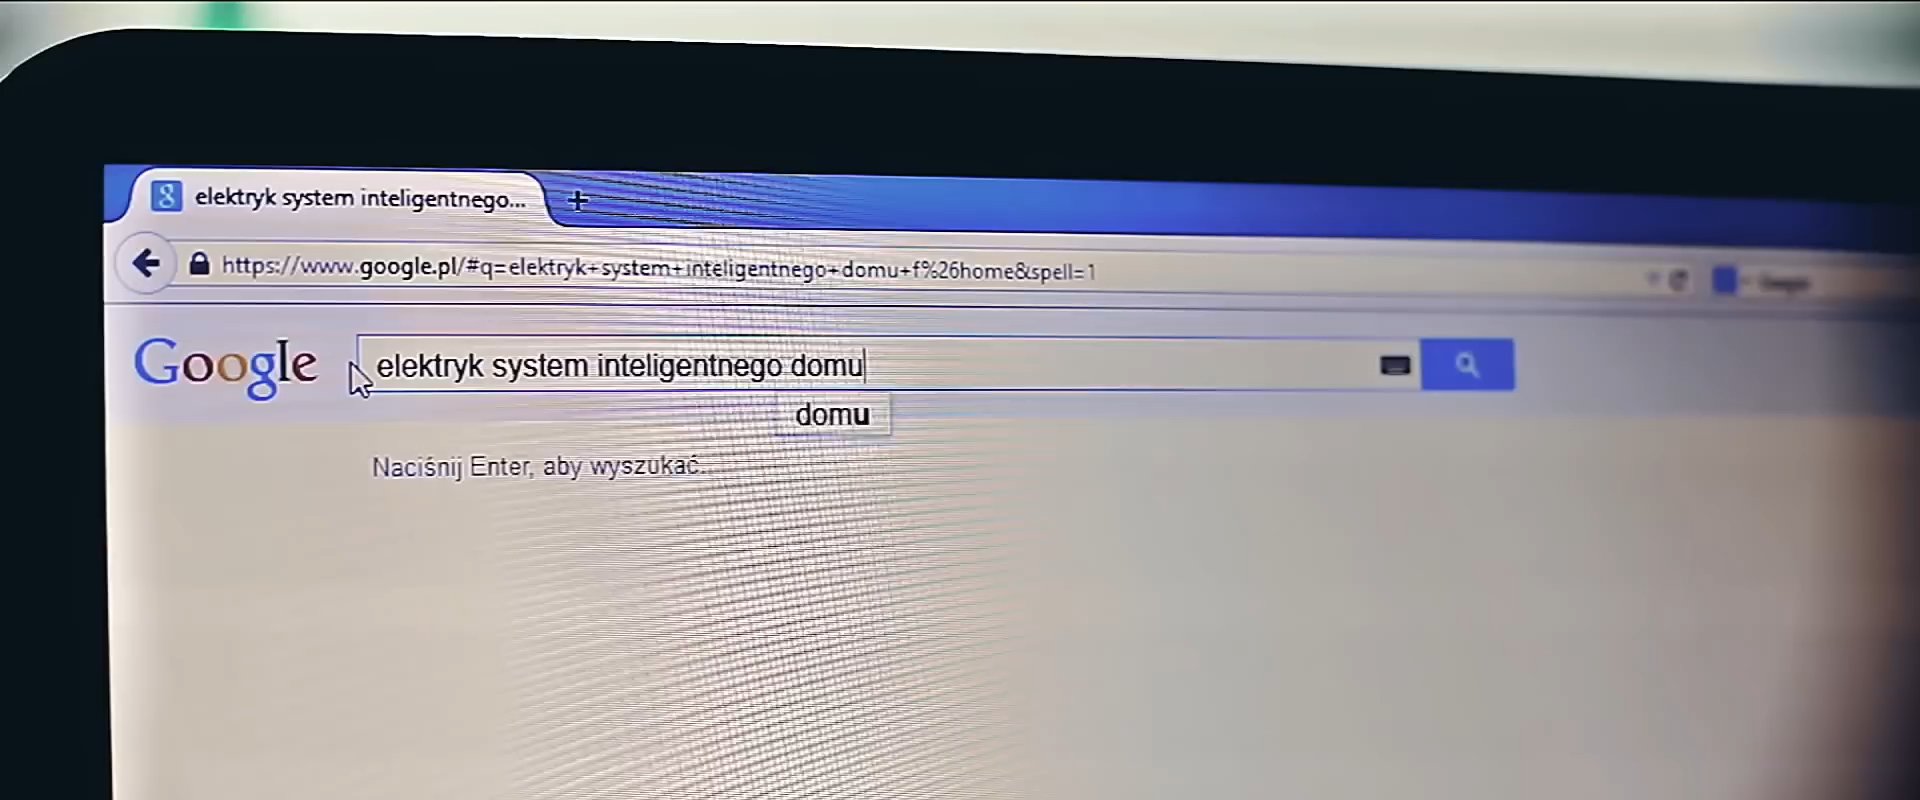 elektryk system inteligentnego...
https://www.google.pl/#q=elektryk+system+inteligentnego+domu+f%26home&spell=1
Google
elektryk system inteligentnego domu
domu
Naciśnij Enter, aby wyszukać.